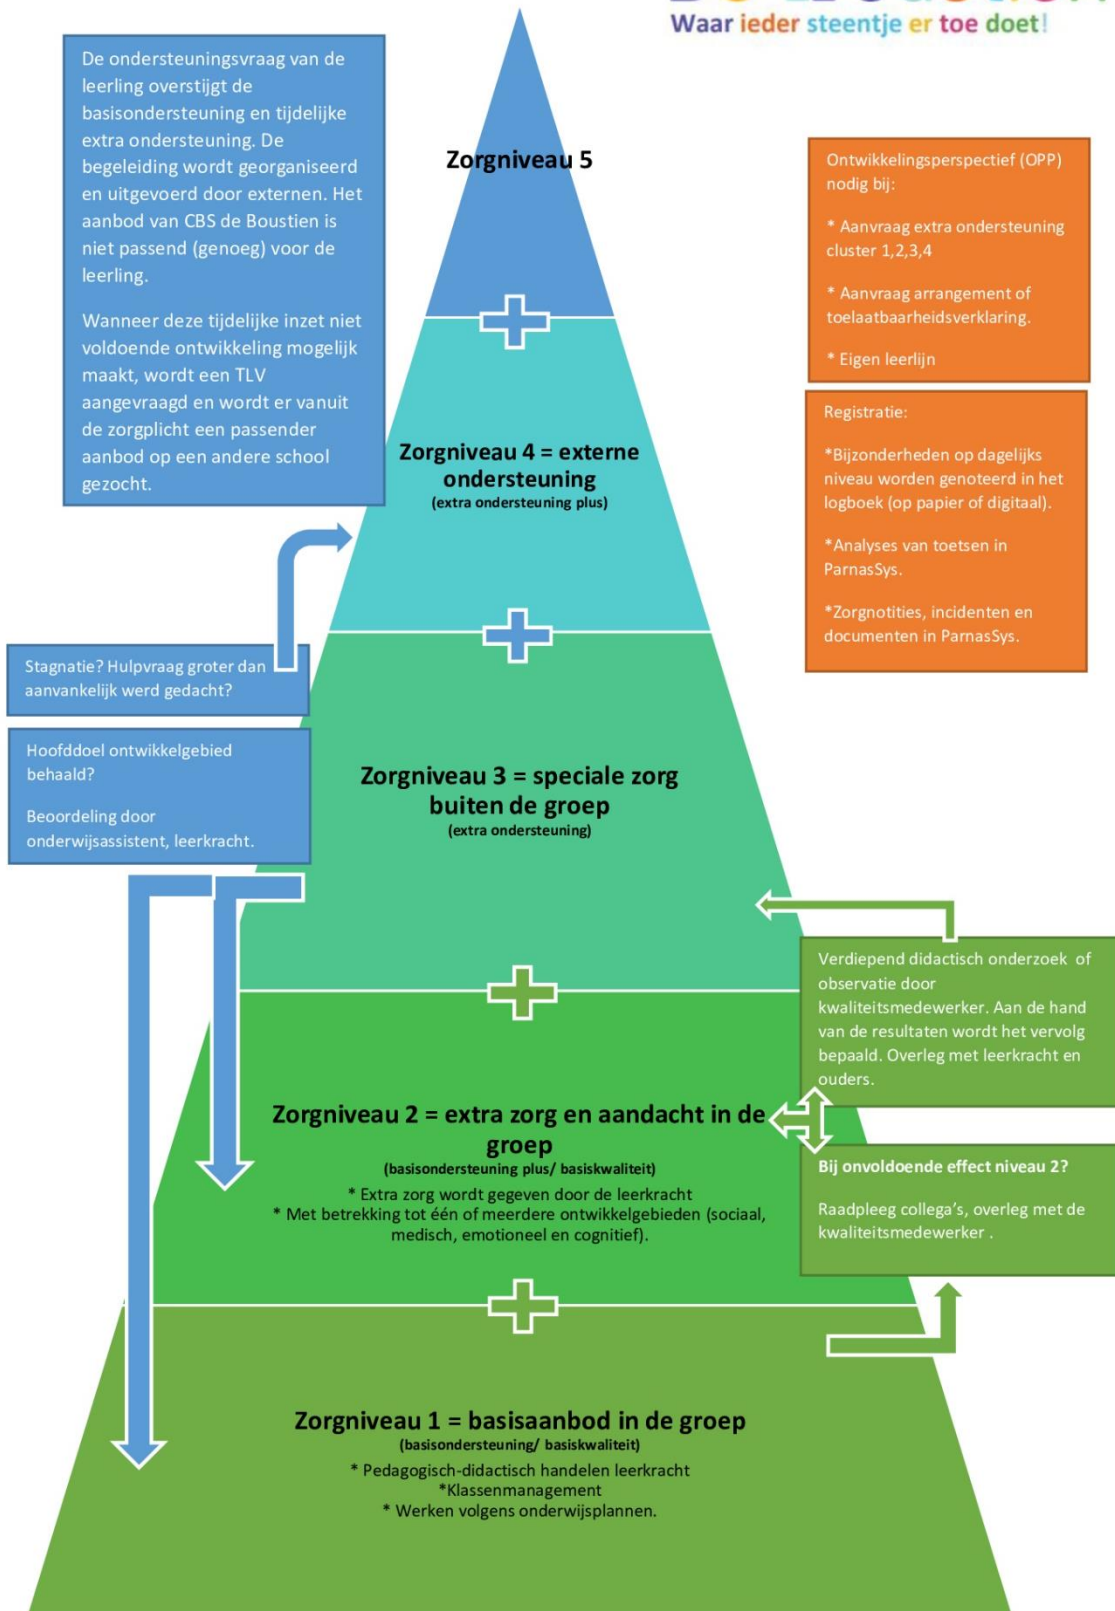 Waar ieder steentje er toe doet!
De ondersteuningsvraag van de
leerling overstijgt de
basisondersteuning en tijdelijke
extra ondersteuning. De
begeleiding wordt georganiseerd
en uitgevoerd door externen. Het
aanbod van CBS de Boustien is
niet passend (genoeg) voor de
leerling.
Wanneer deze tijdelijke inzet niet
voldoende ontwikkeling mogelijk
maakt, wordt een TLV
aangevraagd en wordt er vanuit
de zorgplicht een passender
aanbod op een andere school
gezocht.
Zorgniveau 5
Ontwikkelingsperspectief (OPP)
nodig bij:
* Aanvraag extra ondersteuning
cluster 1,2,3,4
* Aanvraag arrangement of
toelaatbaarheidsverklaring.
* Eigen leerlijn
Registratie:
*Bijzonderheden op dagelijks
niveau worden genoteerd in het
logboek (op papier of digitaal).
*Analyses van toetsen in
ParnasSys.
*Zorgnotities, incidenten en
documenten in ParnasSys.
Zorgniveau 4 = externe
ondersteuning
(extra ondersteuning plus)
Stagnatie? Hulpvraag groter dan
aanvankelijk werd gedacht?
Hoofddoel ontwikkelgebied
behaald?
Beoordeling door
onderwijsassistent, leerkracht.
Zorgniveau 3 = speciale zorg
buiten de groep
(extra ondersteuning)
Verdiepend didactisch onderzoek of
observatie door
kwaliteitsmedewerker. Aan de hand
van de resultaten wordt het vervolg
bepaald. Overleg met leerkracht en
ouders.
Zorgniveau 2 = extra zorg en aandacht in de
groep
(basisondersteuning plus/ basiskwaliteit)
* Extra zorg wordt gegeven door de leerkracht
* Met betrekking tot één of meerdere ontwikkelgebieden (sociaal,
medisch, emotioneel en cognitief).
Bij onvoldoende effect niveau 2?
Raadpleeg collega's, overleg met de
kwaliteitsmedewerker .
Zorgniveau 1 = basisaanbod in de groep
(basisondersteuning/ basiskwaliteit)
* Pedagogisch-didactisch handelen leerkracht
*Klassenmanagement
* Werken volgens onderwijsplannen.